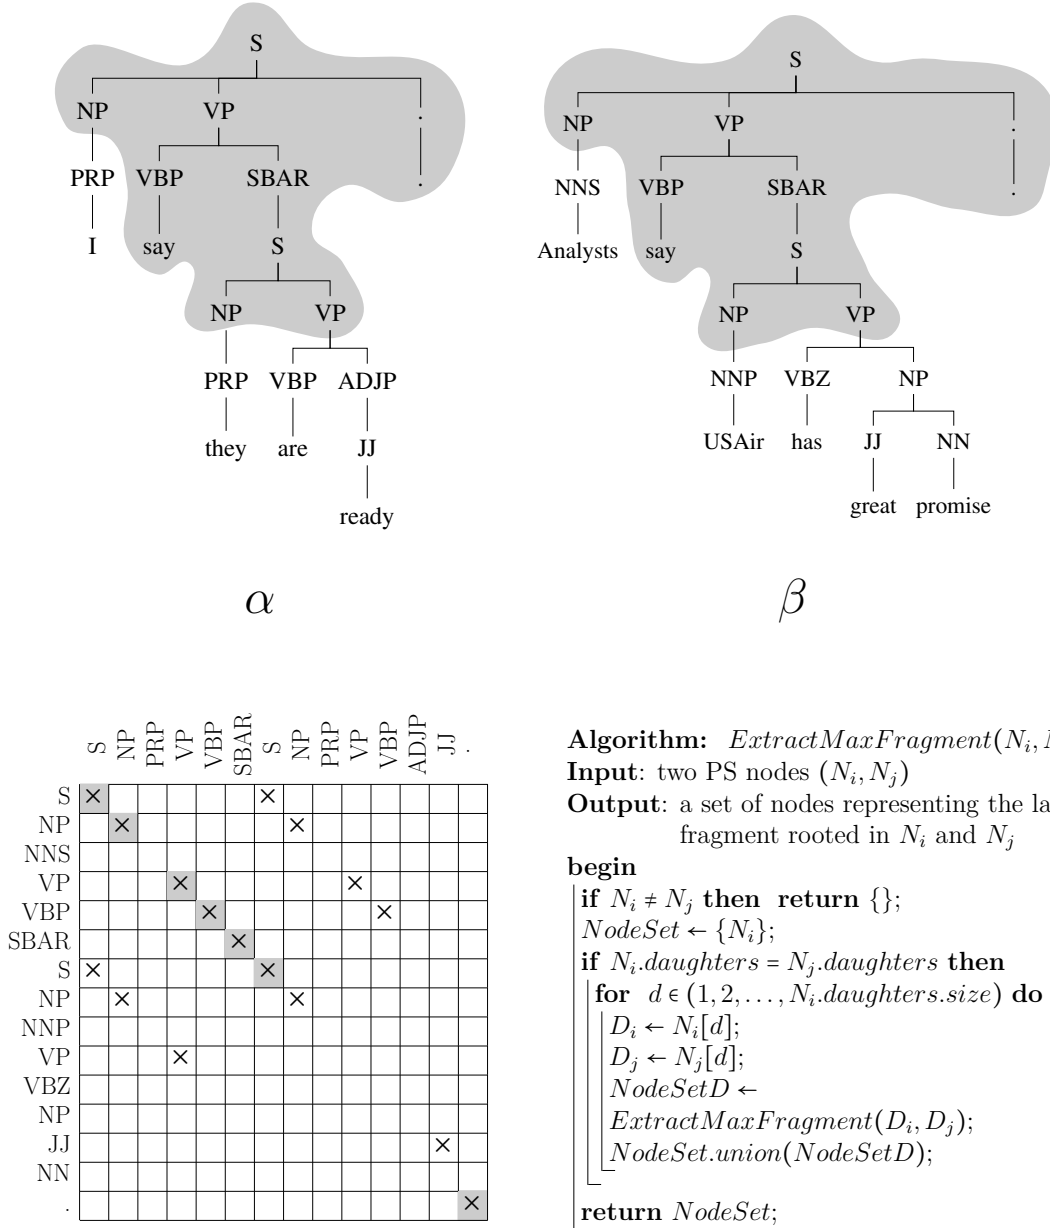 S
NP VP .
PRP VBP SBAR .
I say S
NP VP
PRP VBP ADJP
they are JJ
ready
α
S
NP VP .
NNS VBP SBAR .
Analysts say S
NP VP
NNP VBZ NP
USAir has JJ NN
great promise
β
S NP PRP VP VBP SBAR S NP PRP VP VBP ADJP JJ .
S × ×
NP × ×
NNS
VP × ×
VBP × ×
SBAR ×
S × ×
NP × ×
NNP
VP ×
VBZ
NP
JJ ×
NN
. ×
Algorithm: ExtractMaxFragment(N_i, N
Input: two PS nodes (N_i, N_j)
Output: a set of nodes representing the la
fragment rooted in N_i and N_j
begin
if N_i ≠ N_j then return {};
NodeSet ← {N_i};
if N_i.daughters = N_j.daughters then
for d ∈ (1, 2, . . . , N_i.daughters.size) do
D_i ← N_i[d];
D_j ← N_j[d];
NodeSetD ←
ExtractMaxFragment(D_i, D_j);
NodeSet.union(NodeSetD);
return NodeSet;